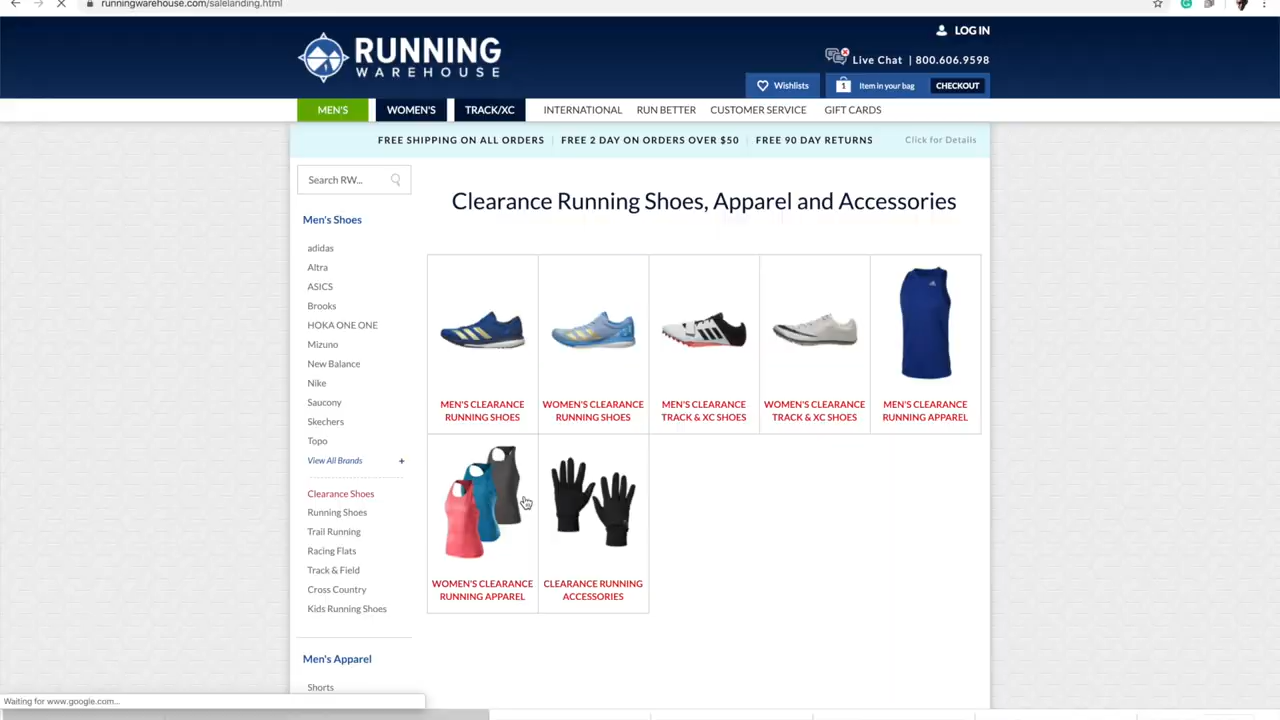 runningwarehouse.com/salelanding.html
LOG IN
RUNNING
WAREHOUSE
Live Chat | 800.606.9598
Wishlists
1 Item in your bag CHECKOUT
MEN'S WOMEN'S TRACK/XC INTERNATIONAL RUN BETTER CUSTOMER SERVICE GIFT CARDS
FREE SHIPPING ON ALL ORDERS | FREE 2 DAY ON ORDERS OVER $50 | FREE 90 DAY RETURNS Click for Details
Search RW...
Clearance Running Shoes, Apparel and Accessories
Men's Shoes
adidas
Altra
ASICS
Brooks
HOKA ONE ONE
Mizuno
New Balance
Nike
Saucony
Skechers
Topo
View All Brands +
Clearance Shoes
Running Shoes
Trail Running
Racing Flats
Track & Field
Cross Country
Kids Running Shoes
Men's Apparel
Shorts
MEN'S CLEARANCE
RUNNING SHOES
WOMEN'S CLEARANCE
RUNNING SHOES
MEN'S CLEARANCE
TRACK & XC SHOES
WOMEN'S CLEARANCE
TRACK & XC SHOES
MEN'S CLEARANCE
RUNNING APPAREL
WOMEN'S CLEARANCE
RUNNING APPAREL
CLEARANCE RUNNING
ACCESSORIES
Waiting for www.google.com...